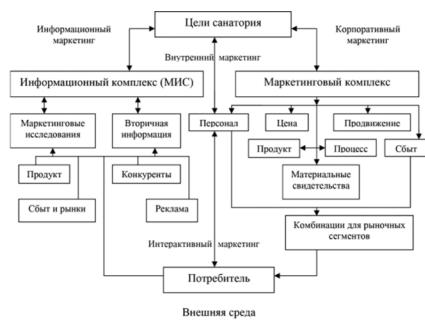 Цели санатория
Информационный
маркетинг
Корпоративный
маркетинг
Внутренний маркетинг
Информационный комплекс (МИС)
Маркетинговый комплекс
Маркетинговые
исследования
Вторичная
информация
Персонал
Цена
Продвижение
Продукт
Процесс
Сбыт
Продукт
Конкуренты
Материальные
свидетельства
Сбыт и рынки
Реклама
Комбинации для рыночных
сегментов
Интерактивный маркетинг
Потребитель
Внешняя среда